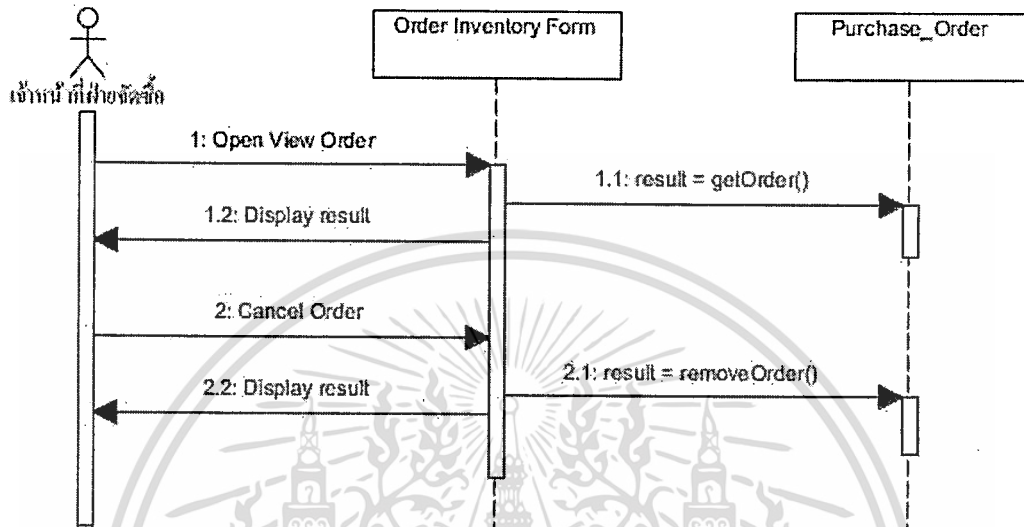 Order Inventory Form
Purchase_Order
เจ้าหน้าที่ฝ่ายจัดซื้อ
1: Open View Order
1.1: result = getOrder()
1.2: Display result
2: Cancel Order
2.1: result = removeOrder()
2.2: Display result